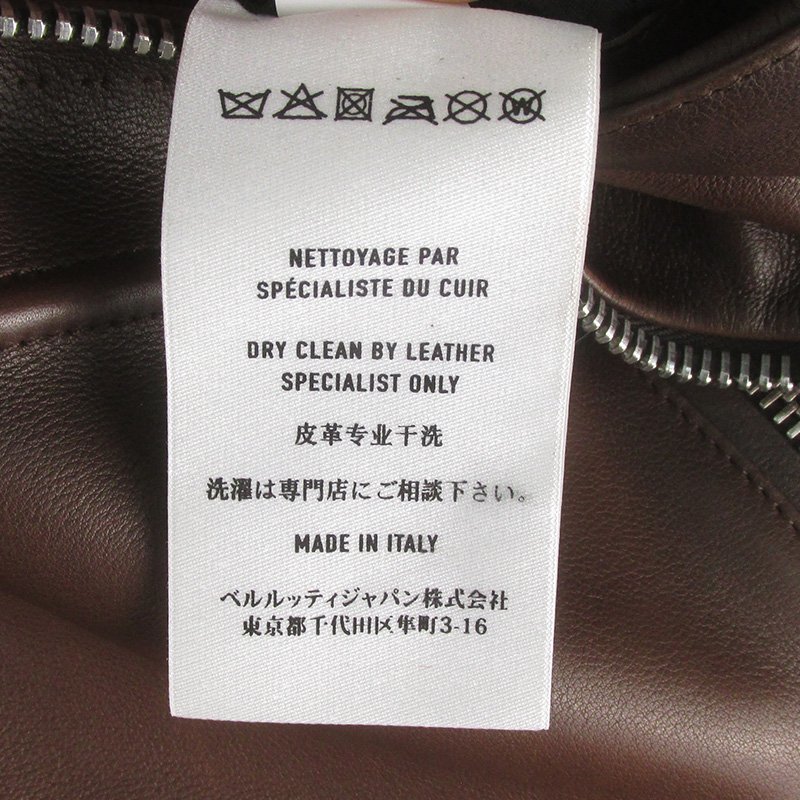 NETTOYAGE PAR
SPÉCIALISTE DU CUIR
DRY CLEAN BY LEATHER
SPECIALIST ONLY
皮革专业干洗
洗濯は専門店にご相談下さい。
MADE IN ITALY
ベルルッティジャパン株式会社
東京都千代田区隼町3-16